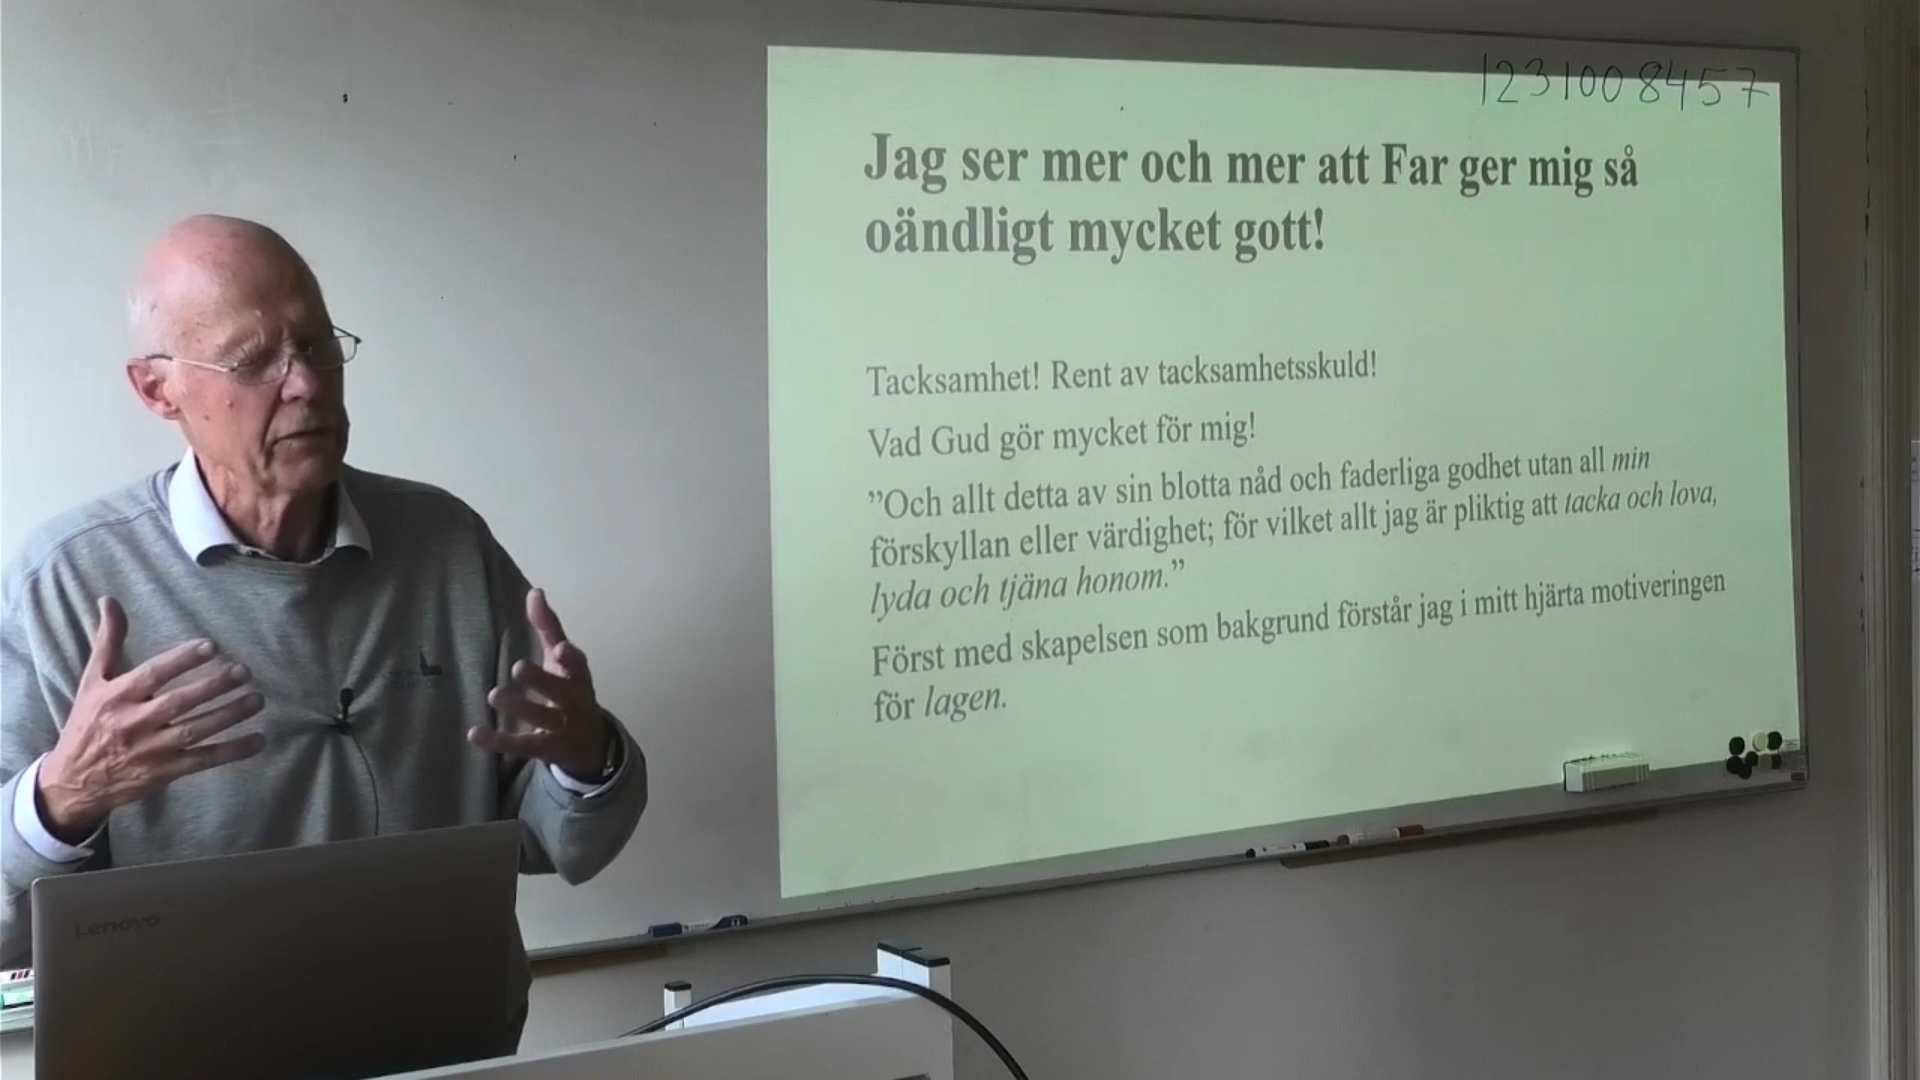 1231008457
Jag ser mer och mer att Far ger mig så
oändligt mycket gott!
Tacksamhet! Rent av tacksamhetsskuld!
Vad Gud gör mycket för mig!
”Och allt detta av sin blotta nåd och faderliga godhet utan all min
förskyllan eller värdighet; för vilket allt jag är pliktig att tacka och lova,
lyda och tjäna honom.”
Först med skapelsen som bakgrund förstår jag i mitt hjärta motiveringen
för lagen.
Lenovo